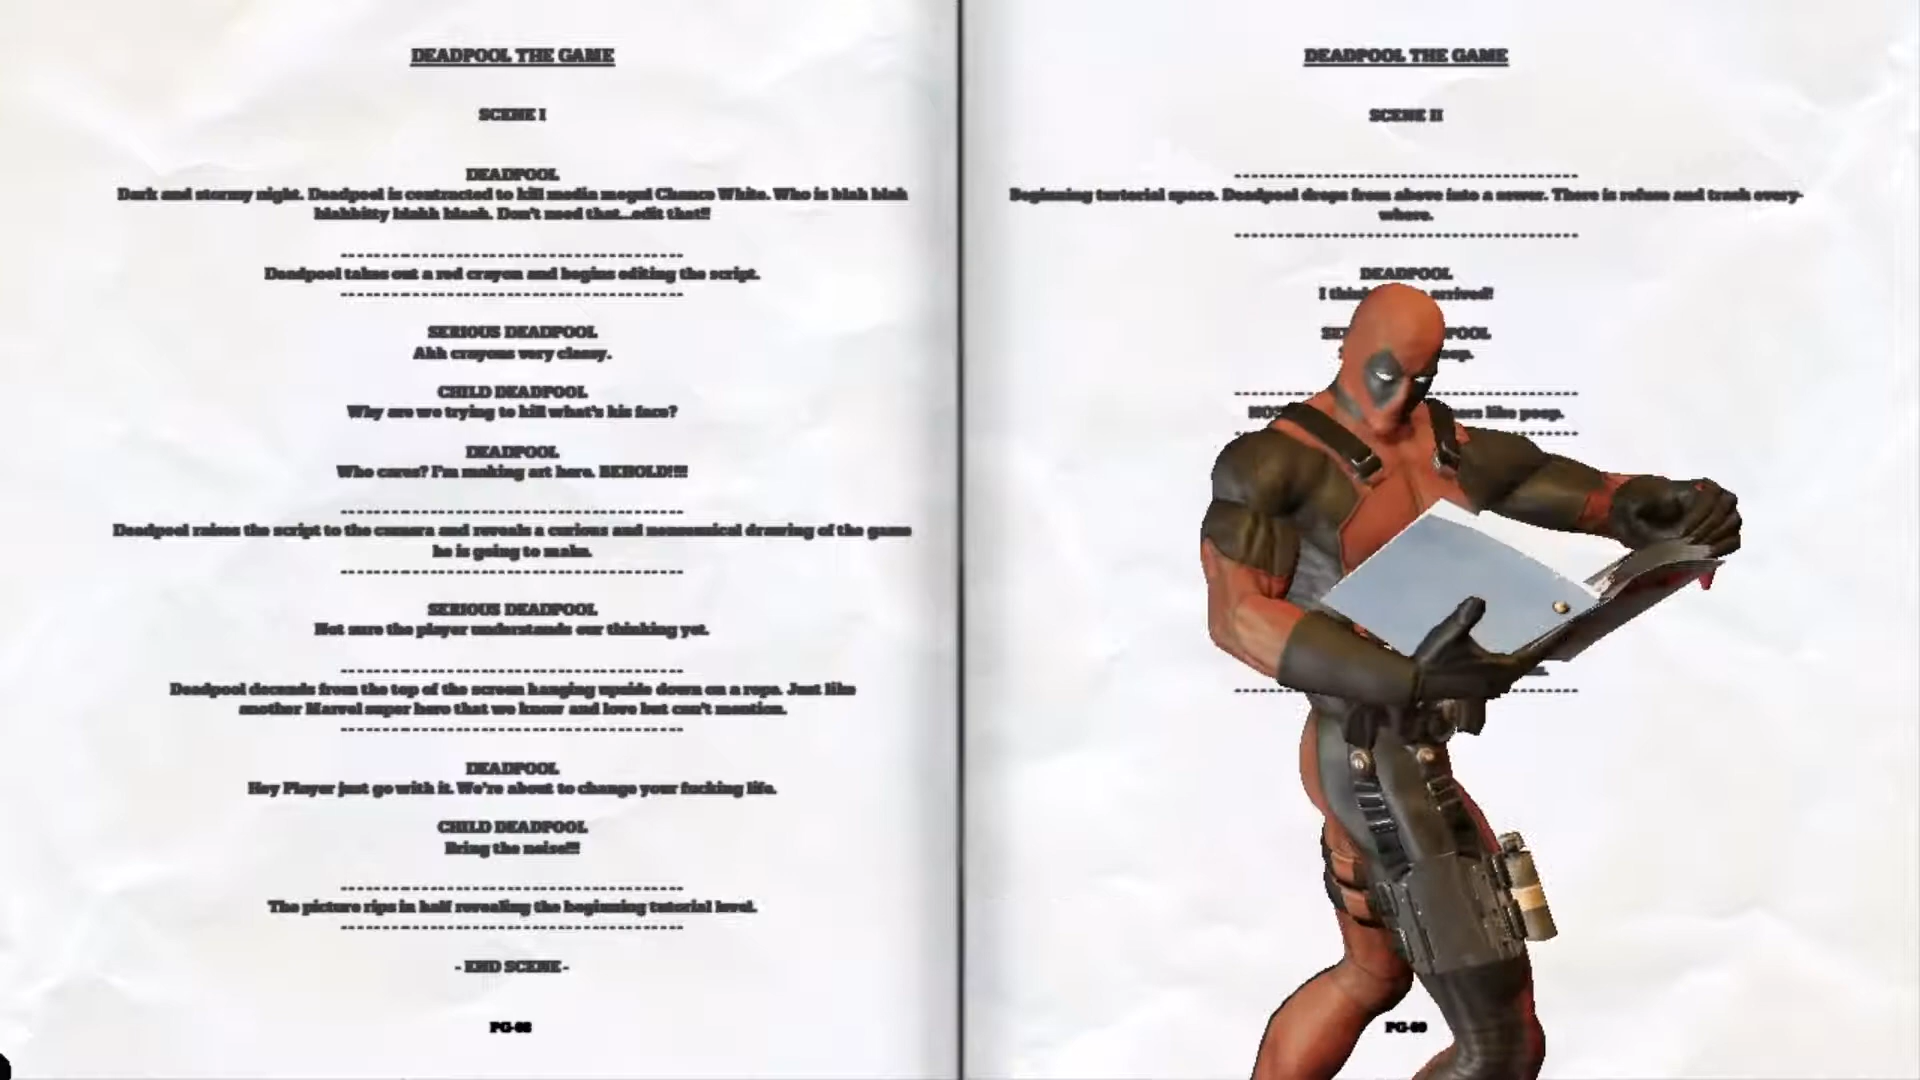 DEADPOOL THE GAME
SCENE I
DEADPOOL
Dark and stormy night. Deadpool is contracted to kill media mogul Chance White. Who is blah blah
blahbitty blahh blaah. Don't need that...edit that!!
----------------------------------
Deadpool takes out a red crayon and begins editing the script.
----------------------------------
SERIOUS DEADPOOL
Ahh crayons very classy.
CHILD DEADPOOL
Why are we trying to kill what's his face?
DEADPOOL
Who cares? I'm making art here. BEHOLD!!!!
----------------------------------
Deadpool raises the script to the camera and reveals a curious and nonsensical drawing of the game
he is going to make.
----------------------------------
SERIOUS DEADPOOL
Not sure the player understands our thinking yet.
----------------------------------
Deadpool decends from the top of the screen hanging upside down on a rope. Just like
another Marvel super hero that we know and love but can't mention.
----------------------------------
DEADPOOL
Hey Player just go with it. We're about to change your fucking life.
CHILD DEADPOOL
Bring the noise!!!
----------------------------------
The picture rips in half revealing the beginning tutorial level.
----------------------------------
- END SCENE -
PG-08
DEADPOOL THE GAME
SCENE II
----------------------------------
Beginning turtorial space. Deadpool drops from above into a sewer. There is refuse and trash every-
where.
----------------------------------
DEADPOOL
I arrived!
----------------------------------
like poop.
----------------------------------
----------------------------------
PG-09